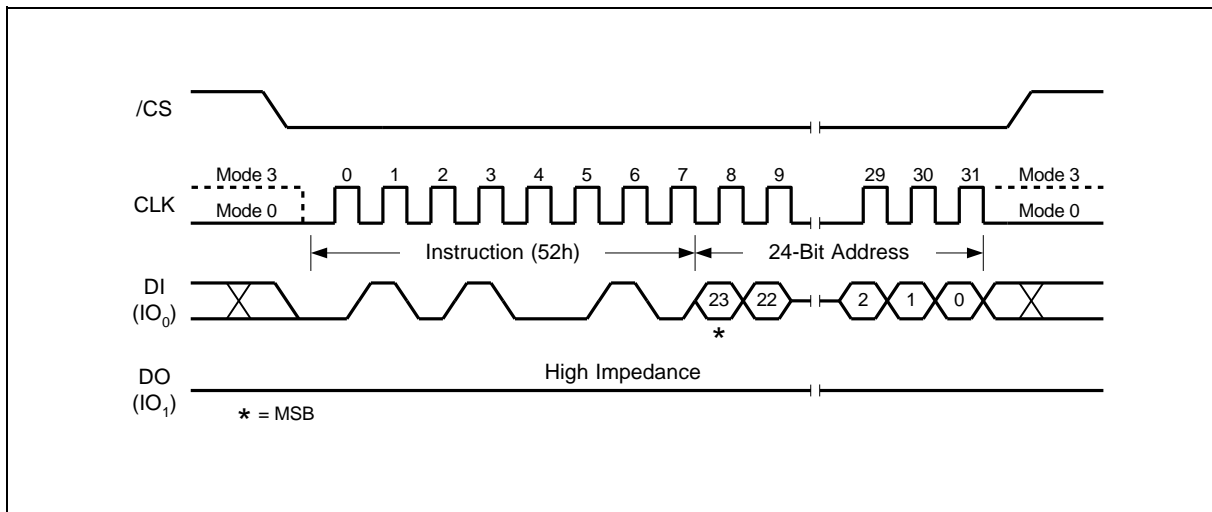 /CS
Mode 3 0 1 2 3 4 5 6 7 8 9 29 30 31 Mode 3
CLK
Mode 0 Mode 0
Instruction (52h) 24-Bit Address
DI
(IO₀)
23 22 2 1 0
*
DO
(IO₁)
High Impedance
* = MSB